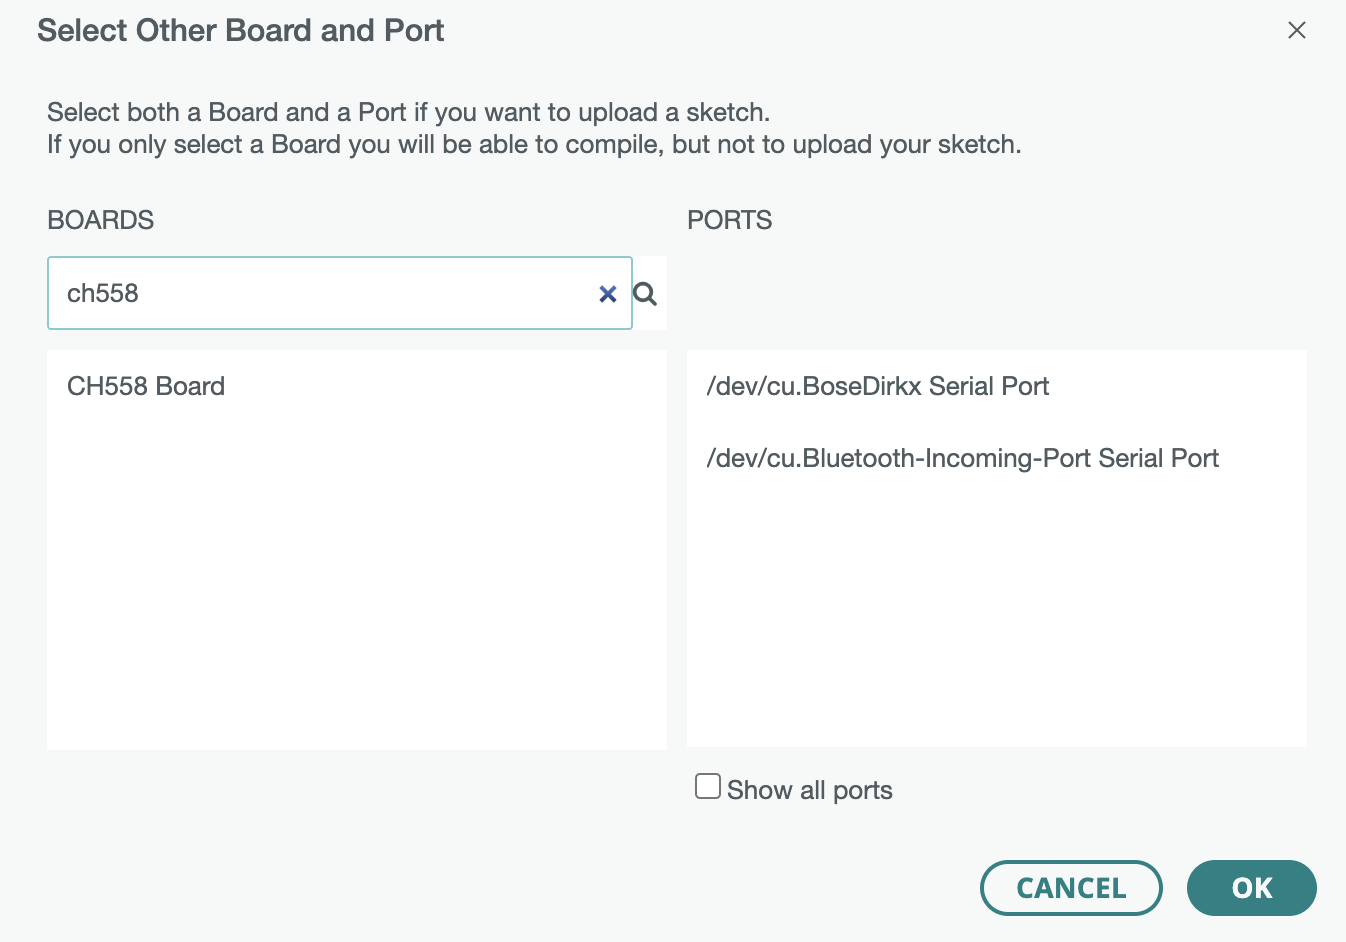 Select Other Board and Port
Select both a Board and a Port if you want to upload a sketch.
If you only select a Board you will be able to compile, but not to upload your sketch.
BOARDS
PORTS
ch558
CH558 Board
/dev/cu.BoseDirkx Serial Port
/dev/cu.Bluetooth-Incoming-Port Serial Port
Show all ports
CANCEL
OK